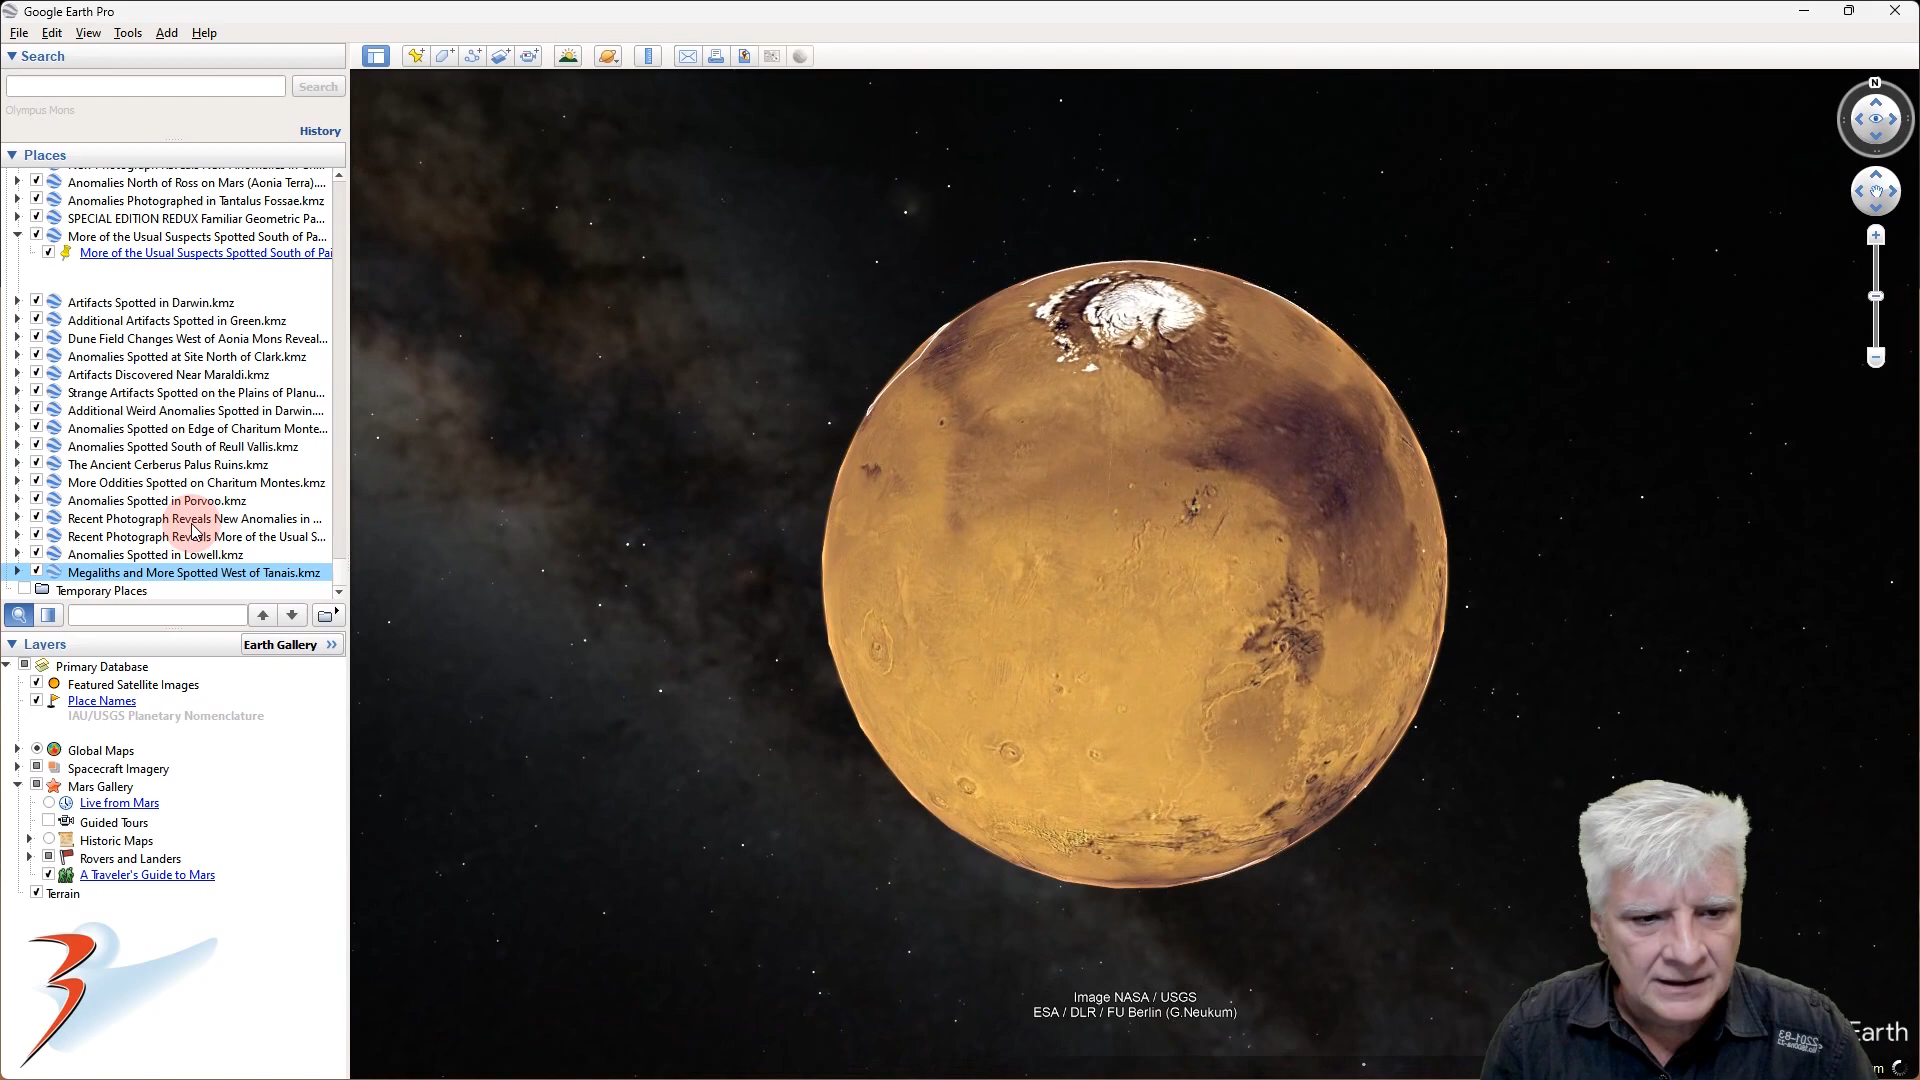 Google Earth Pro
File Edit View Tools Add Help
Search
Search
Olympus Mons
History
Places
Anomalies North of Ross on Mars (Aonia Terra)....
Anomalies Photographed in Tantalus Fossae.kmz
SPECIAL EDITION REDUX Familiar Geometric Pa...
More of the Usual Suspects Spotted South of Pa...
More of the Usual Suspects Spotted South of Pai
Artifacts Spotted in Darwin.kmz
Additional Artifacts Spotted in Green.kmz
Dune Field Changes West of Aonia Mons Reveal...
Anomalies Spotted at Site North of Clark.kmz
Artifacts Discovered Near Maraldi.kmz
Strange Artifacts Spotted on the Plains of Planu...
Additional Weird Anomalies Spotted in Darwin....
Anomalies Spotted on Edge of Charitum Monte...
Anomalies Spotted South of Reull Vallis.kmz
The Ancient Cerberus Palus Ruins.kmz
More Oddities Spotted on Charitum Montes.kmz
Anomalies Spotted in Porvoo.kmz
Recent Photograph Reveals New Anomalies in ...
Recent Photograph Reveals More of the Usual S...
Anomalies Spotted in Lowell.kmz
Megaliths and More Spotted West of Tanais.kmz
Temporary Places
Layers
Earth Gallery »
Primary Database
Featured Satellite Images
Place Names
IAU/USGS Planetary Nomenclature
Global Maps
Spacecraft Imagery
Mars Gallery
Live from Mars
Guided Tours
Historic Maps
Rovers and Landers
A Traveler's Guide to Mars
Terrain
N
Image NASA / USGS
ESA / DLR / FU Berlin (G.Neukum)
Earth